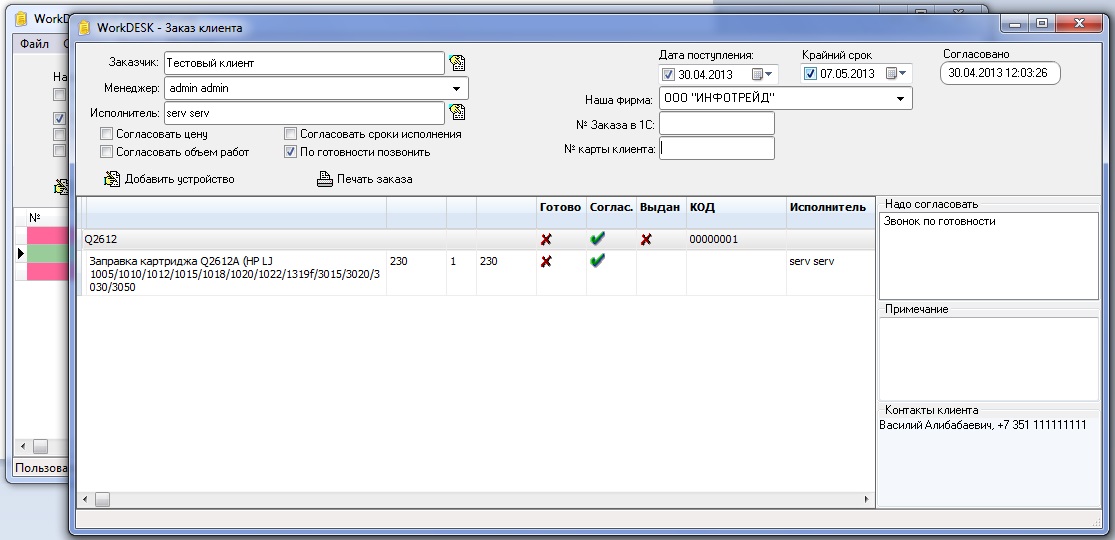 WorkDESK - Заказ клиента
Файл
На
№
Пользова
Заказчик: Тестовый клиент
Менеджер: admin admin
Исполнитель: serv serv
Согласовать цену
Согласовать сроки исполнения
Согласовать объем работ
По готовности позвонить
Добавить устройство
Печать заказа
Дата поступления:
30.04.2013
Крайний срок
07.05.2013
Согласовано
30.04.2013 12:03:26
Наша фирма: ООО "ИНФОТРЕЙД"
№ Заказа в 1С:
№ карты клиента:
Готово Соглас. Выдан КОД Исполнитель
Q2612 00000001
Заправка картриджа Q2612A (HP LJ 230 1 230 serv serv
1005/1010/1012/1015/1018/1020/1022/1319f/3015/3020/3
030/3050
Надо согласовать
Звонок по готовности
Примечание
Контакты клиента
Василий Алибабаевич, +7 351 111111111